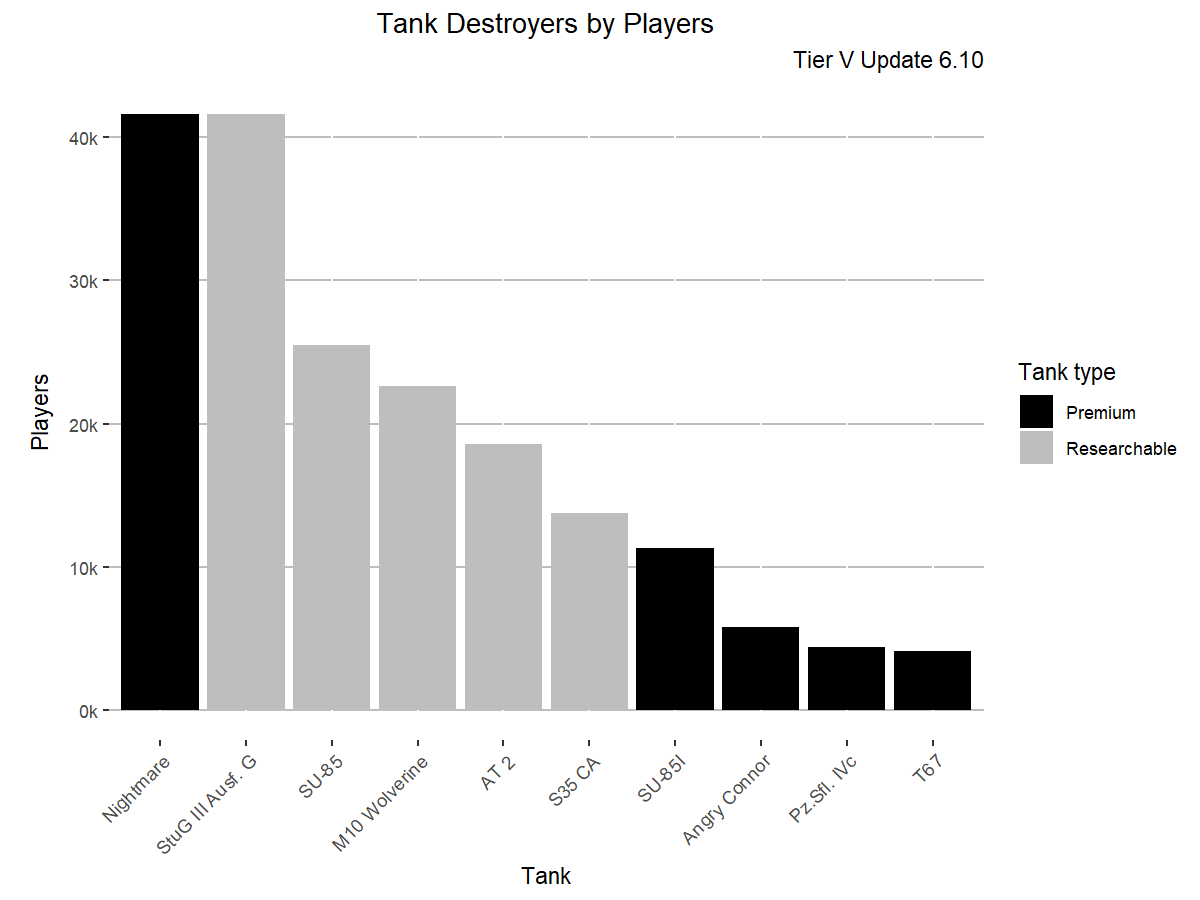 Tank Destroyers by Players
Tier V Update 6.10
Players
40k
30k
20k
10k
0k
Nightmare
StuG III Ausf. G
SU-85
M10 Wolverine
AT 2
S35 CA
SU-85I
Angry Connor
Pz.Sfl. IVc
T67
Tank
Tank type
Premium
Researchable